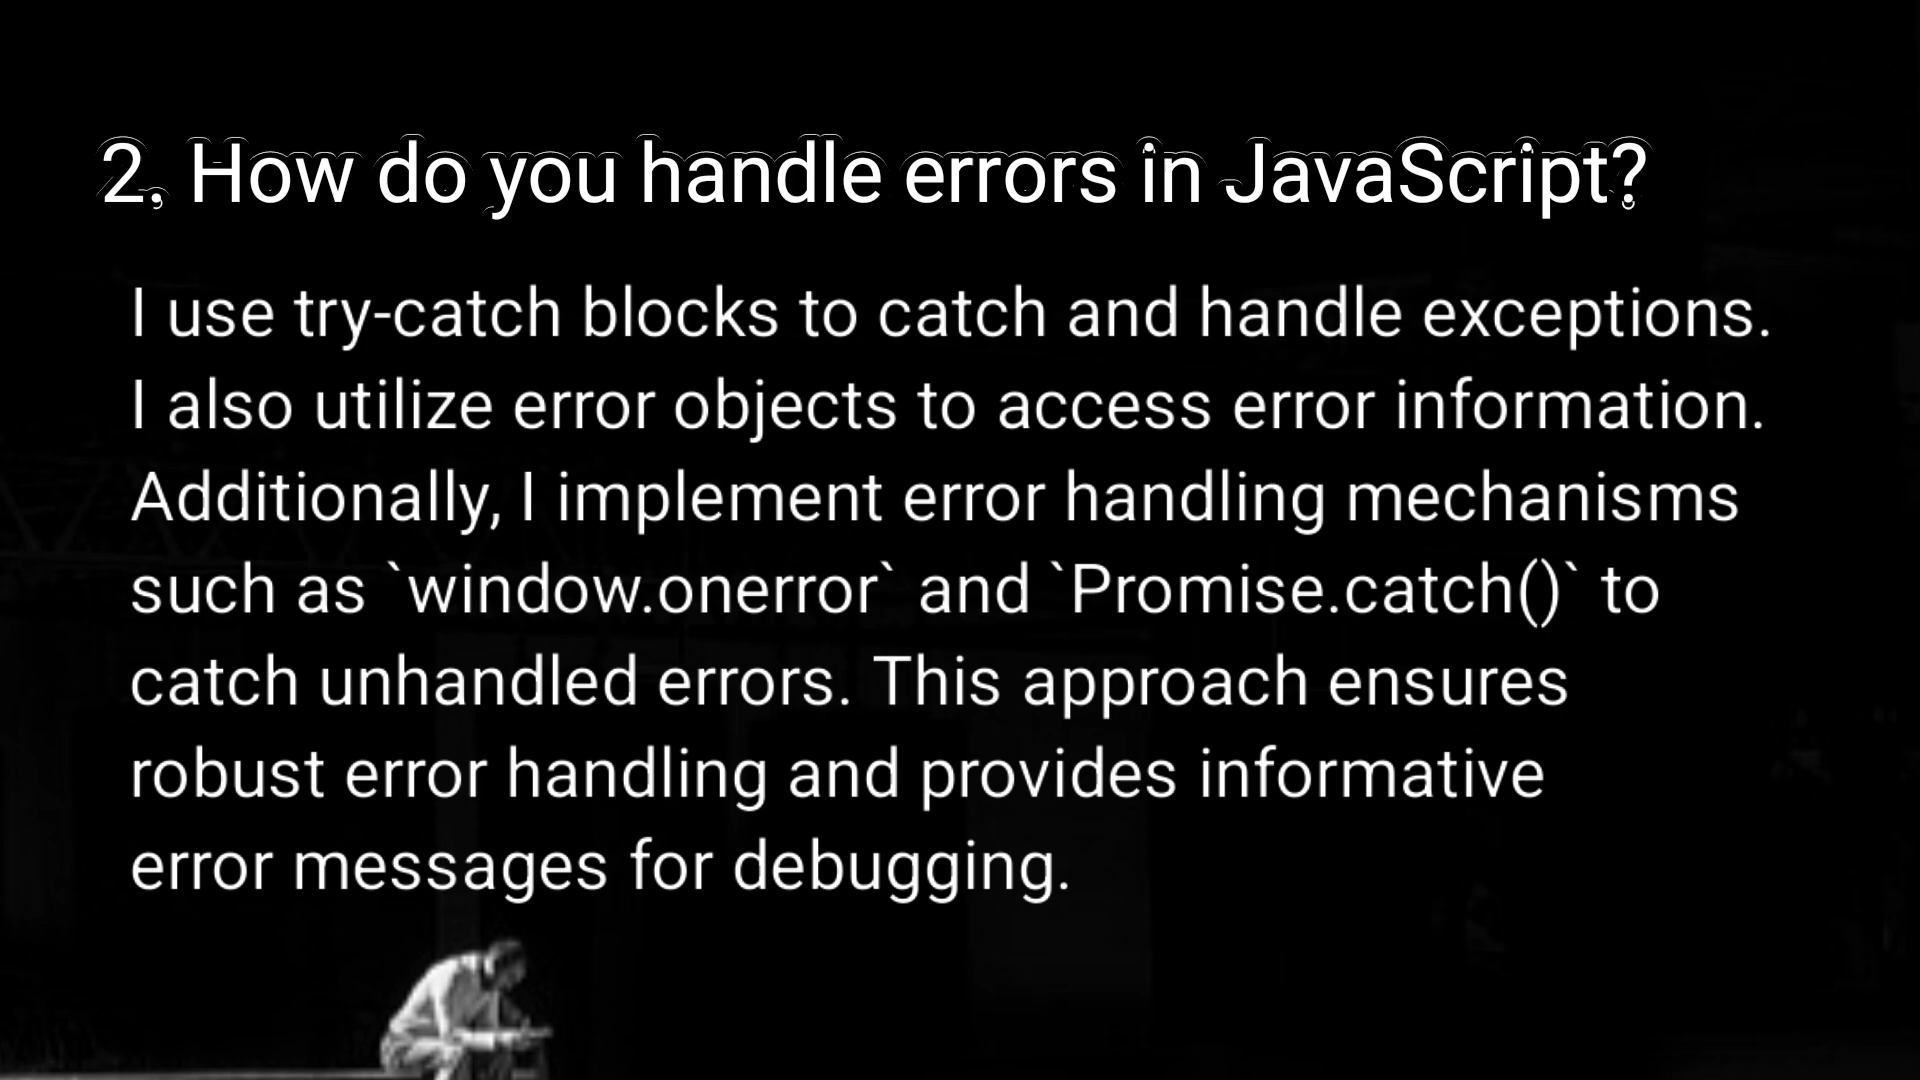 2. How do you handle errors in JavaScript?
I use try-catch blocks to catch and handle exceptions.
I also utilize error objects to access error information.
Additionally, I implement error handling mechanisms
such as `window.onerror` and `Promise.catch()` to
catch unhandled errors. This approach ensures
robust error handling and provides informative
error messages for debugging.